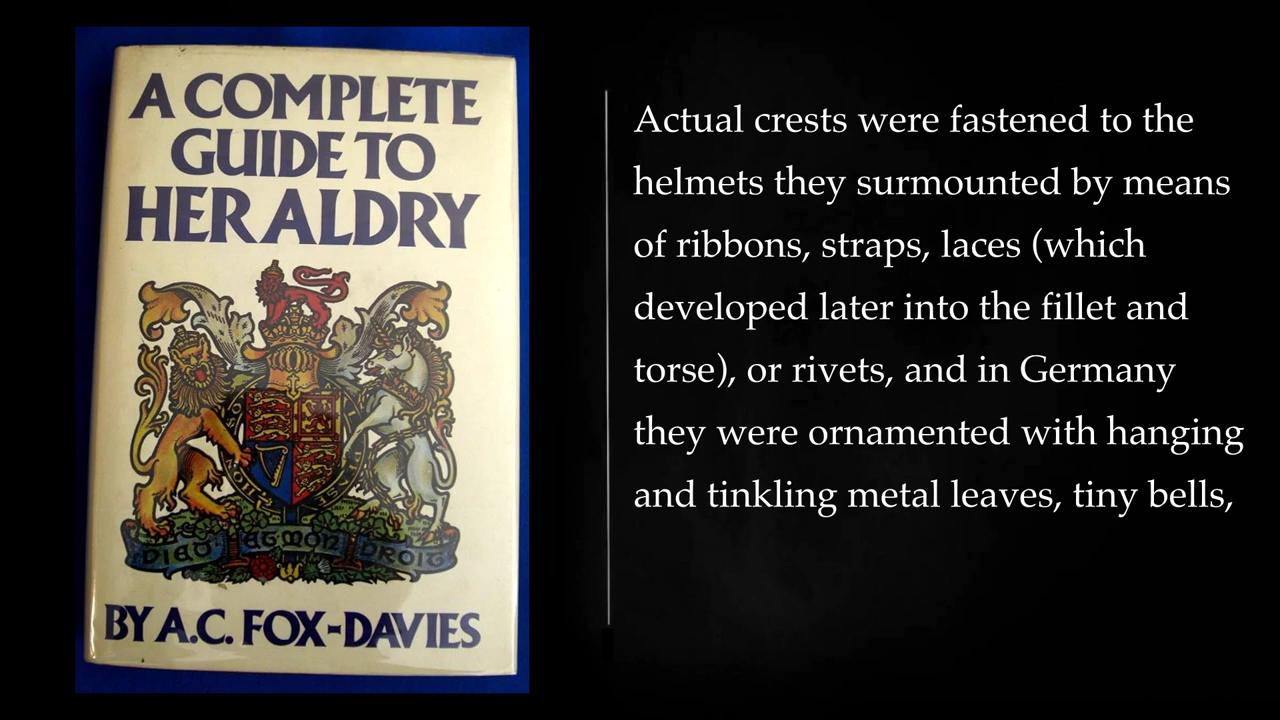 A COMPLETE
GUIDE TO
HERALDRY
DIEU ET MON DROIT
BY A.C. FOX-DAVIES
Actual crests were fastened to the
helmets they surmounted by means
of ribbons, straps, laces (which
developed later into the fillet and
torse), or rivets, and in Germany
they were ornamented with hanging
and tinkling metal leaves, tiny bells,